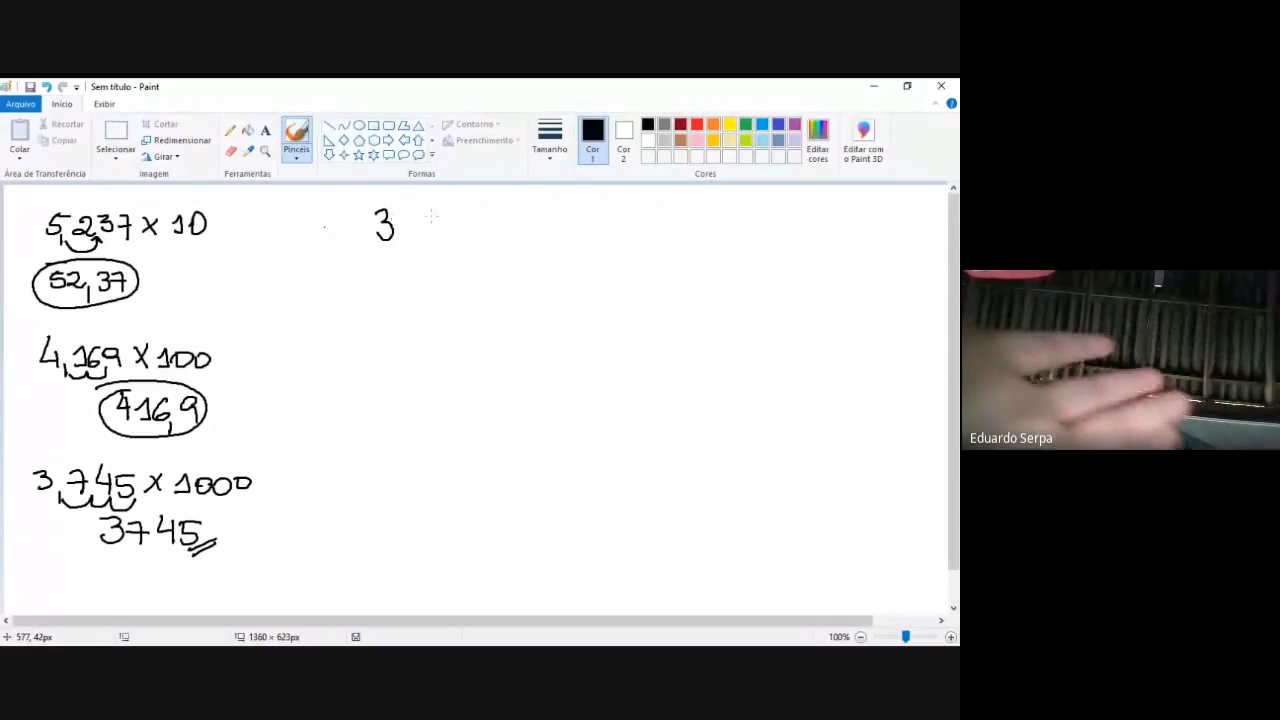 Sem título - Paint
Arquivo Início Exibir
Colar
Recortar
Copiar
Área de Transferência
Selecionar
Cortar
Redimensionar
Girar
Imagem
A
Ferramentas
Pincéis
Contorno
Preenchimento
Formas
Tamanho
Cor 1
Cor 2
Editar cores
Editar com o Paint 3D
Cores
5,237 x 10
52,37
4,169 x 100
416,9
3,745 x 1000
3745
3
Eduardo Serpa
577, 42px
1360 × 623px
100%